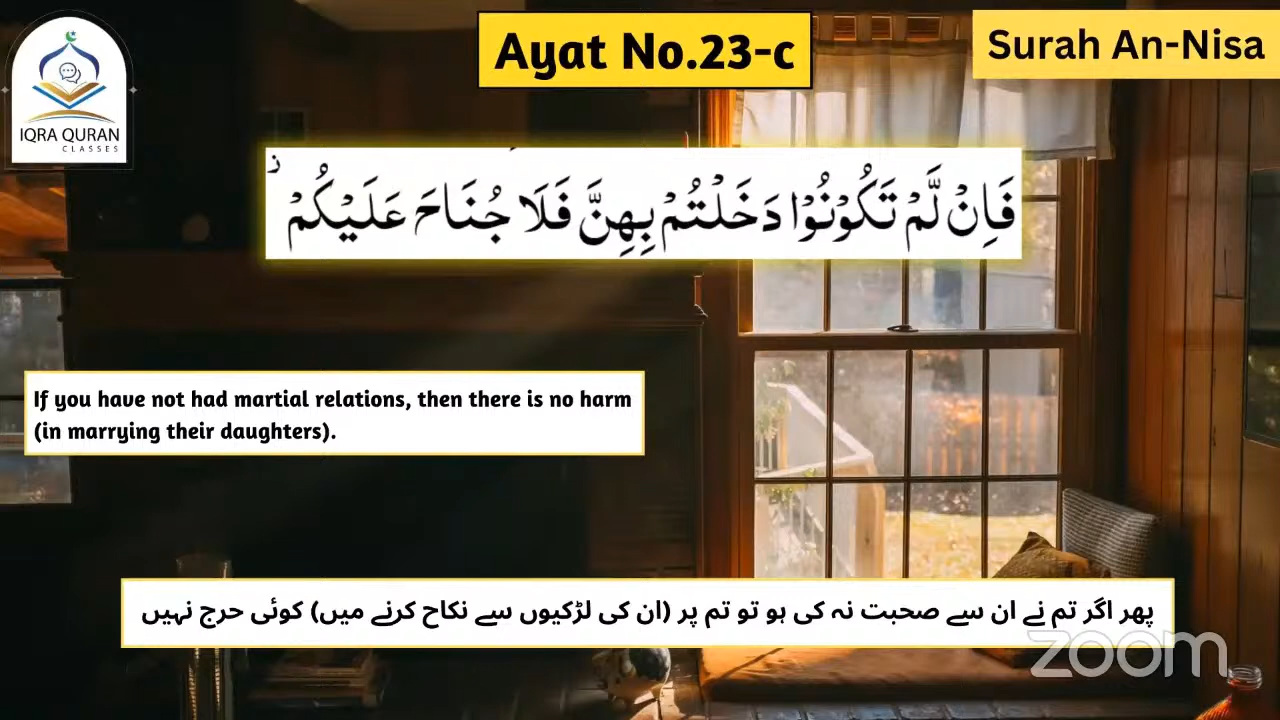 IQRA QURAN
CLASSES
Ayat No.23-c
Surah An-Nisa
فَاِنْ لَّمْ تَكُوْنُوْا دَخَلْتُمْ بِهِنَّ فَلَا جُنَاحَ عَلَيْكُمْ ؗ
If you have not had martial relations, then there is no harm
(in marrying their daughters).
پھر اگر تم نے ان سے صحبت نہ کی ہو تو تم پر (ان کی لڑکیوں سے نکاح کرنے میں) کوئی حرج نہیں
zoom